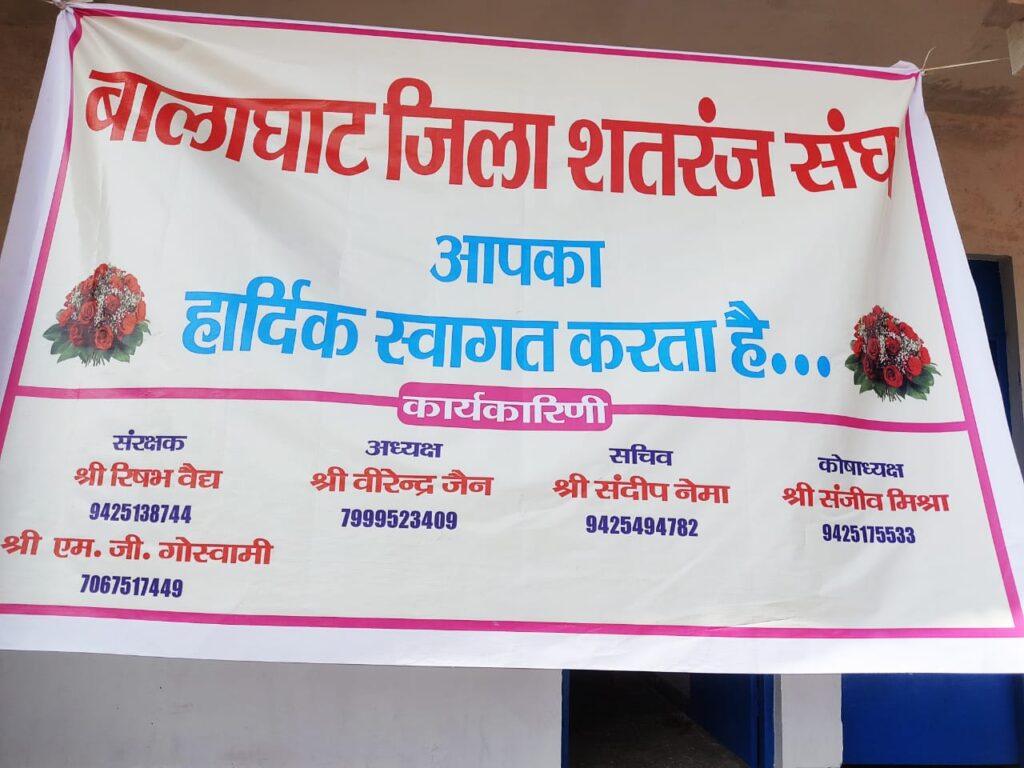 बालाघाट जिला शतरंज संघ
आपका
हार्दिक स्वागत करता है...
कार्यकारिणी
संरक्षक
श्री रिषभ वैद्य
9425138744
श्री एम. जी. गोस्वामी
7067517449
अध्यक्ष
श्री वीरेन्द्र जैन
7999523409
सचिव
श्री संदीप नेमा
9425494782
कोषाध्यक्ष
श्री संजीव मिश्रा
9425175533